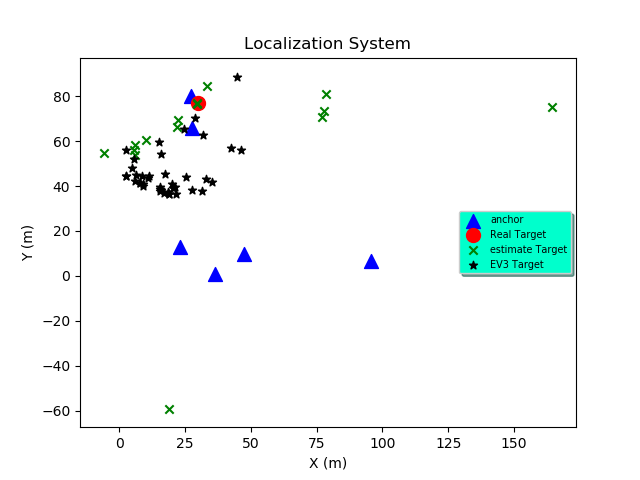 Localization System
80
60
40
20
0
−20
−40
−60
Y (m)
anchor
Real Target
estimate Target
EV3 Target
0 25 50 75 100 125 150
X (m)